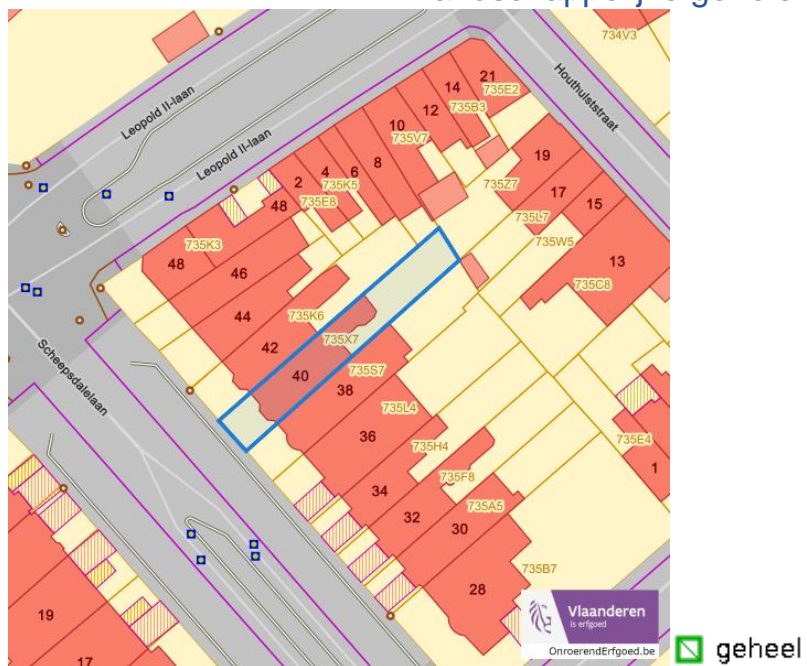 734V3
21
735E2
14
735B3
12
10
735V7
Houthulststraat
Leopold II-laan
Leopold II-laan
8
6
4
735K5
2
735E8
48
19
735Z7
17
735L7
15
735W5
13
735C8
735K3
48
46
44
735K6
42
735X7
40
735S7
38
735L4
36
735H4
34
735F8
32
735A5
30
28
735B7
735E4
1
Scheepsdalelaan
19
17
Vlaanderen
is erfgoed
OnroerendErfgoed.be
geheel